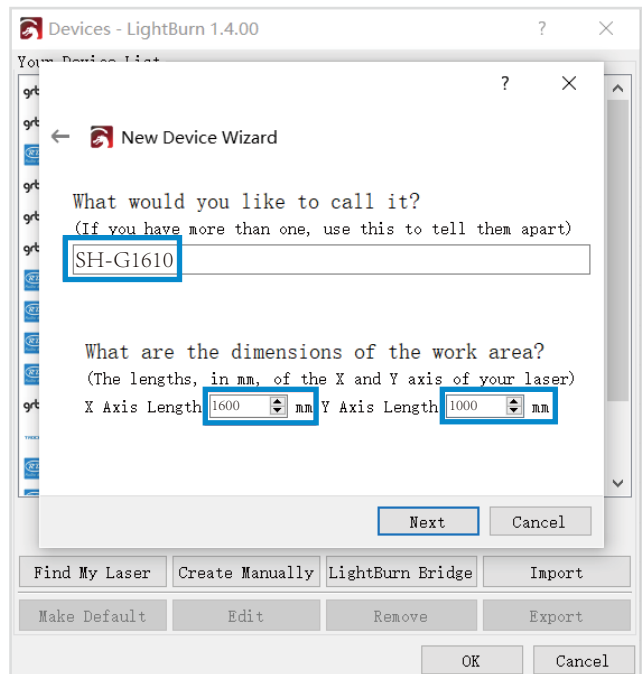 Devices - LightBurn 1.4.00 ? ×
Your Device List
? ×
← New Device Wizard
What would you like to call it?
(If you have more than one, use this to tell them apart)
SH-G1610
What are the dimensions of the work area?
(The lengths, in mm, of the X and Y axis of your laser)
X Axis Length 1600 mm Y Axis Length 1000 mm
Next Cancel
Find My Laser Create Manually LightBurn Bridge Import
Make Default Edit Remove Export
OK Cancel